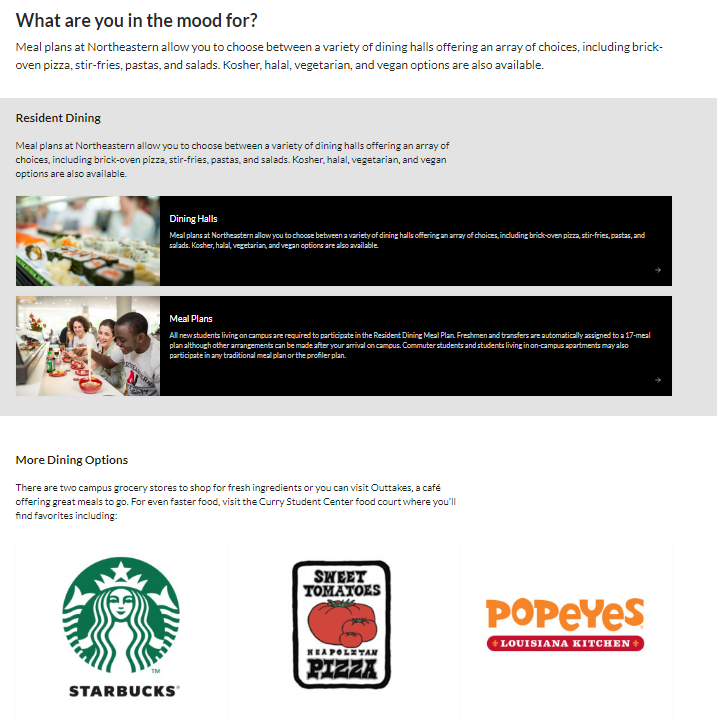 What are you in the mood for?
Meal plans at Northeastern allow you to choose between a variety of dining halls offering an array of choices, including brick-
oven pizza, stir-fries, pastas, and salads. Kosher, halal, vegetarian, and vegan options are also available.
Resident Dining
Meal plans at Northeastern allow you to choose between a variety of dining halls offering an array of
choices, including brick-oven pizza, stir-fries, pastas, and salads. Kosher, halal, vegetarian, and vegan
options are also available.
Dining Halls
Meal plans at Northeastern allow you to choose between a variety of dining halls offering an array of choices, including brick-oven pizza, stir-fries, pastas, and
salads. Kosher, halal, vegetarian, and vegan options are also available.
→
Meal Plans
All new students living on campus are required to participate in the Resident Dining Meal Plan. Freshmen and transfers are automatically assigned to a 17-meal
plan although other arrangements can be made after your arrival on campus. Commuter students and students living in on-campus apartments may also
participate in any traditional meal plan or the profiler plan.
→
More Dining Options
There are two campus grocery stores to shop for fresh ingredients or you can visit Outtakes, a café
offering great meals to go. For even faster food, visit the Curry Student Center food court where you'll
find favorites including:
TM
STARBUCKS
SWEET
TOMATOES
NEAPOLETAN
PIZZA
POPEYES
LOUISIANA KITCHEN